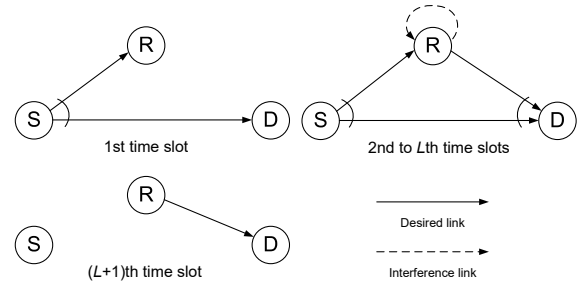 R
S
D
1st time slot
R
S
D
2nd to Lth time slots
R
S
D
(L+1)th time slot
Desired link
Interference link